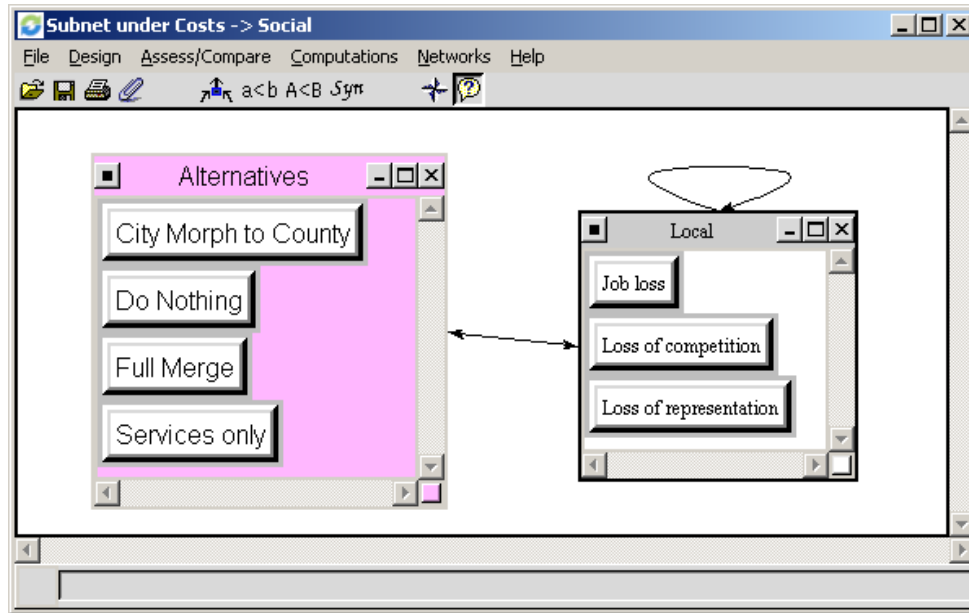 Subnet under Costs -> Social
File Design Assess/Compare Computations Networks Help
a<b A<B Syn
Alternatives
City Morph to County
Do Nothing
Full Merge
Services only
Local
Job loss
Loss of competition
Loss of representation